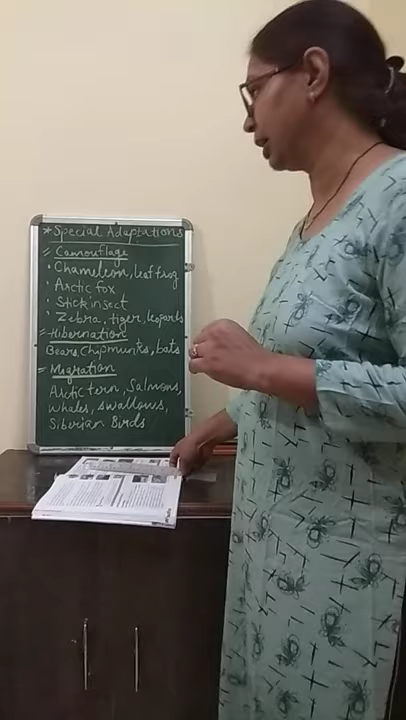 * Special Adaptations
Camouflage
• Chameleon, leaf frog
• Arctic fox
• Stick insect
• Zebra, tiger, leopards
Hibernation
Bears, Chipmunks, bats
Migration
Arctic tern, Salmons,
Whales, swallows,
Siberian Birds